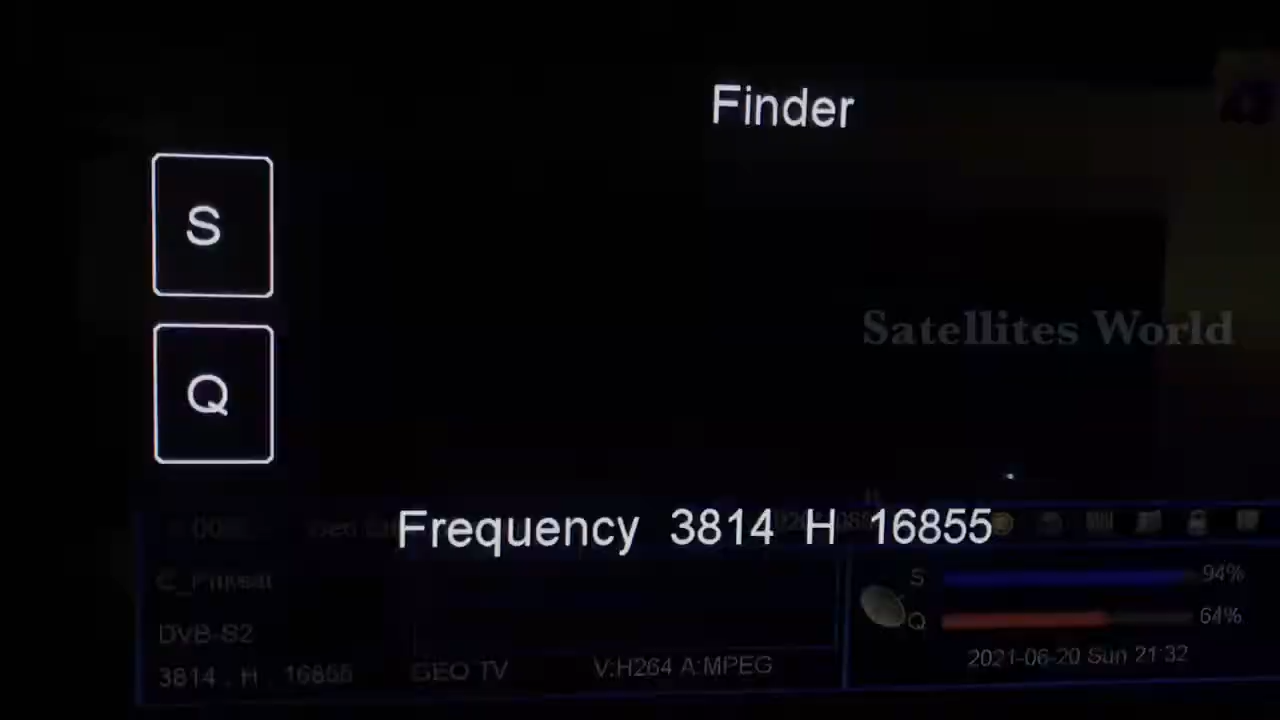 Finder
S
Satellites World
Q
Frequency 3814 H 16855
S 94%
DVB-S2
Q 64%
3814 . H . 16855 GEO TV V:H264 A:MPEG
2021-06-20 Sun 21:32